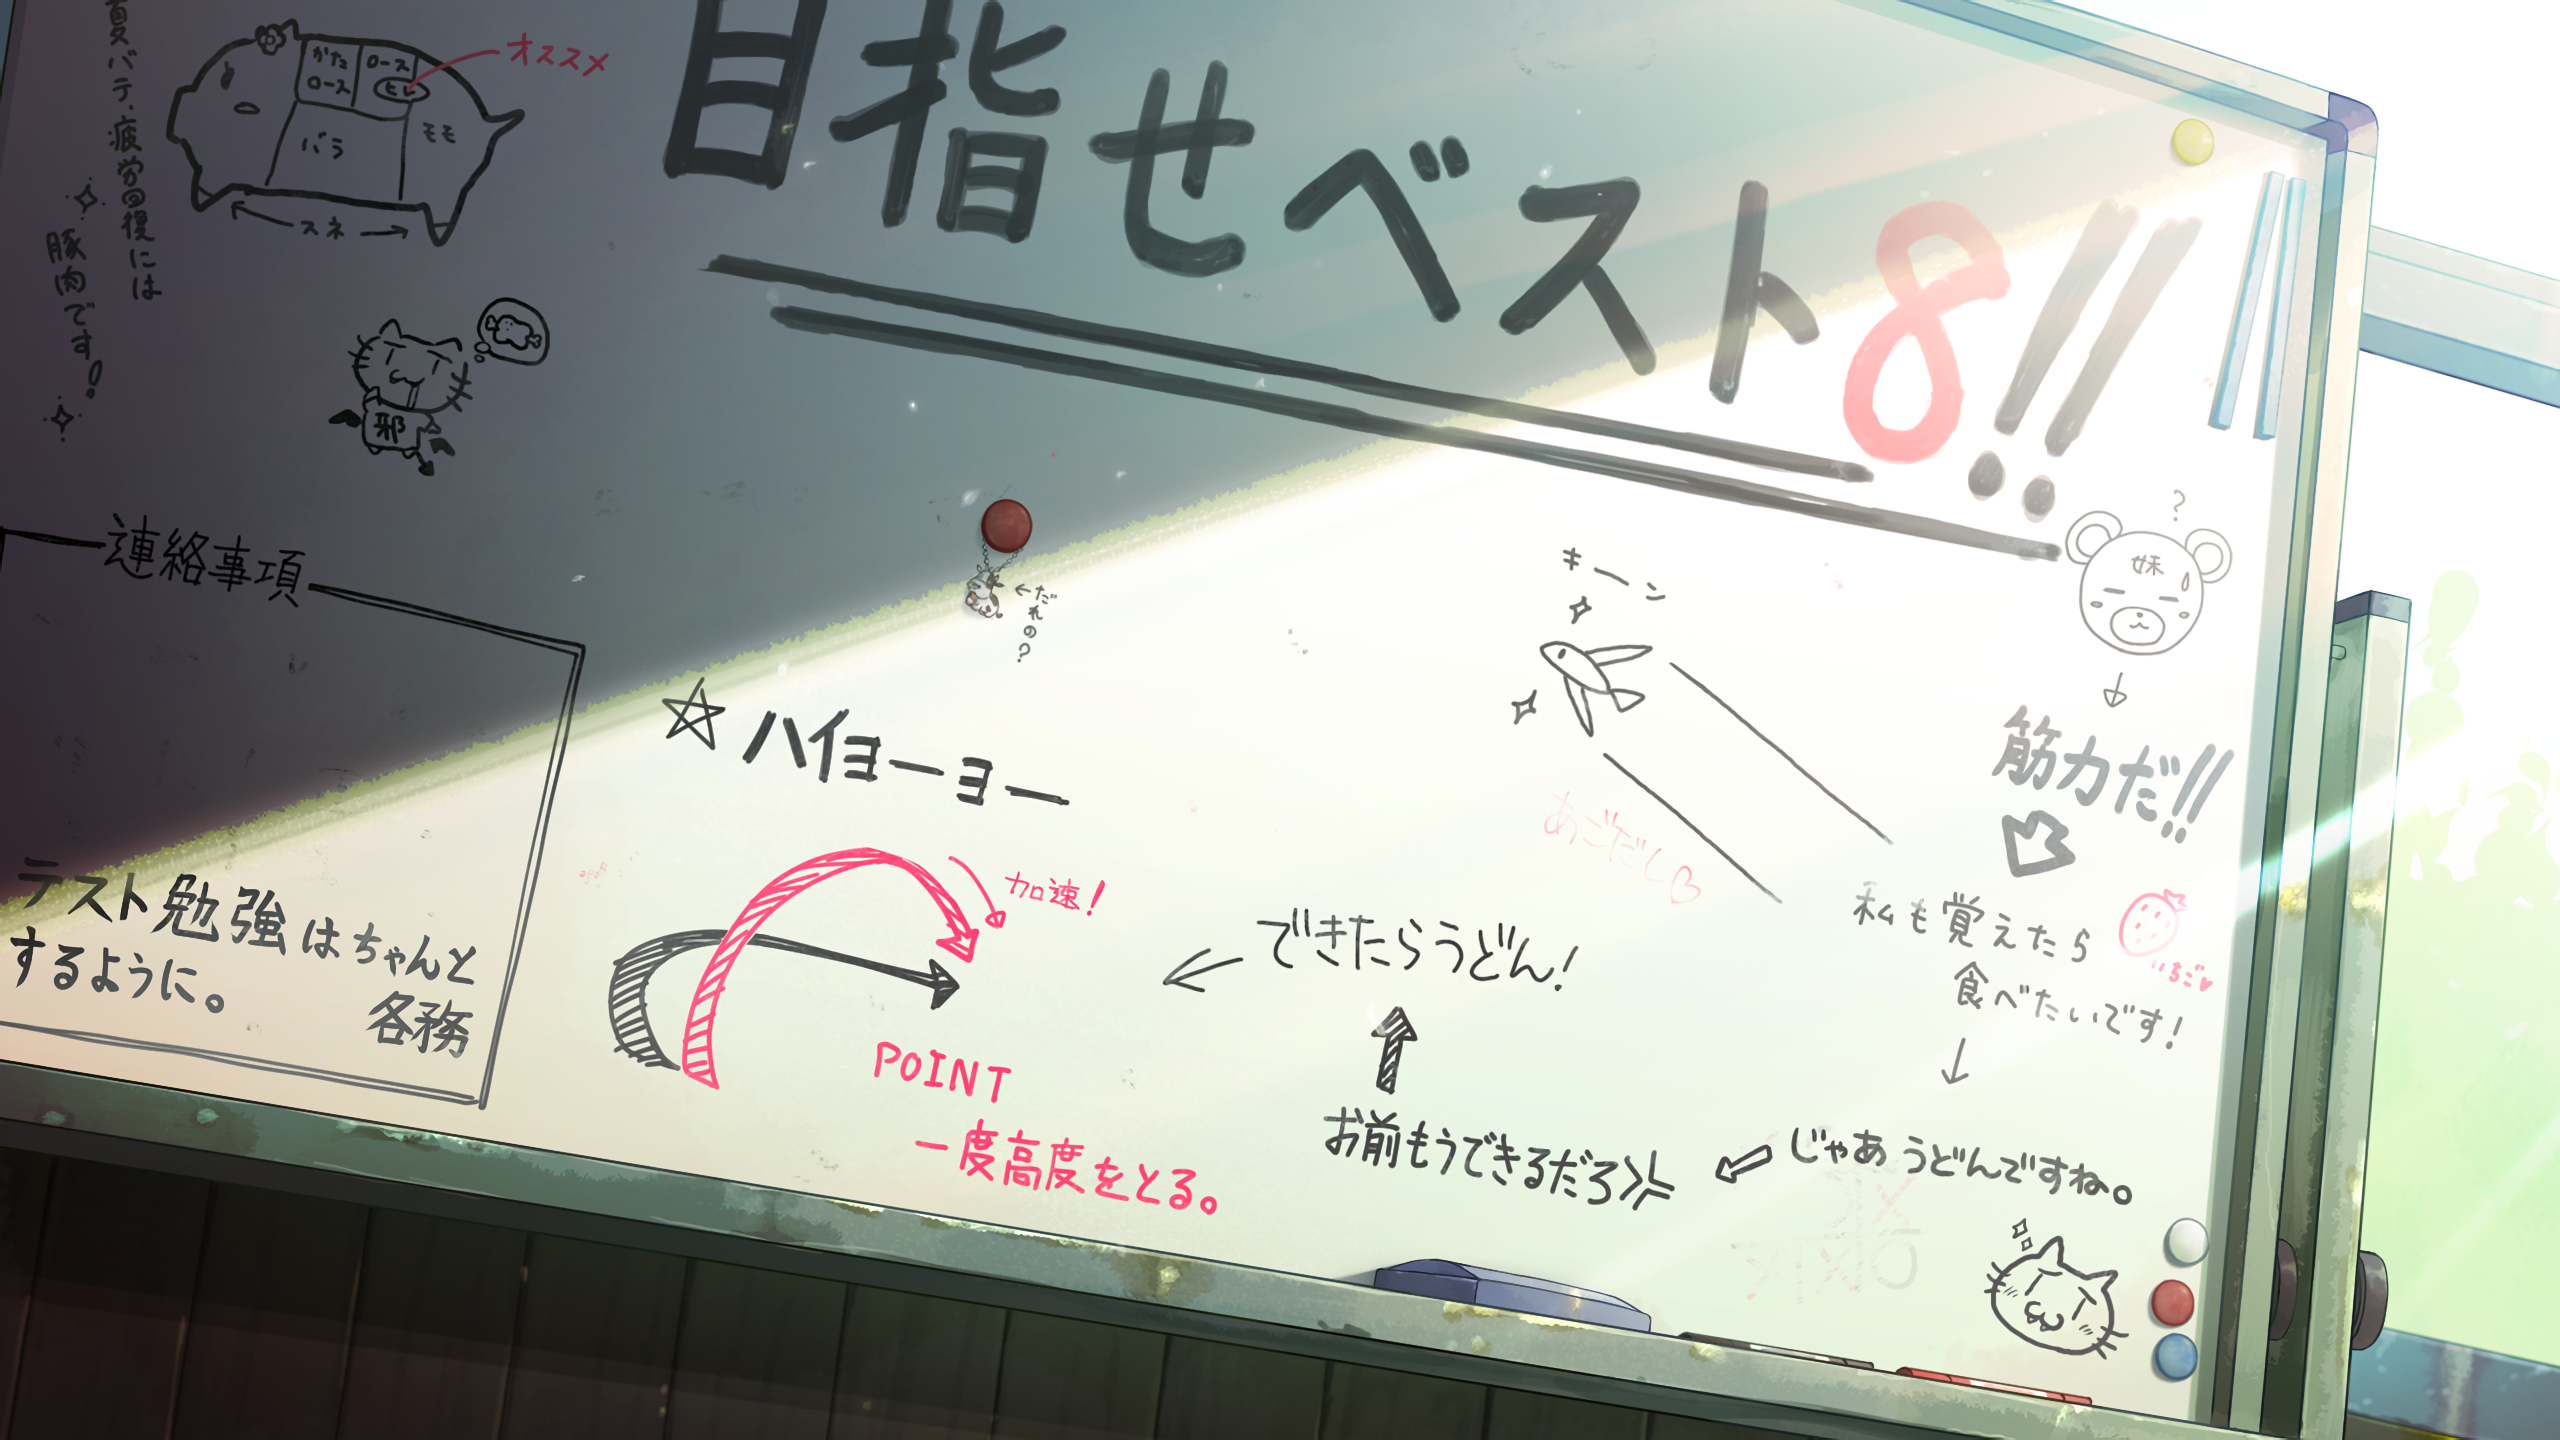 夏バテ、疲労回復には
豚肉です!
かた
ロース
ロース
ヒレ
オススメ
バラ
モモ
スネ
目指せベスト8!!
邪
連絡事項
テスト勉強はちゃんと
するように。
各務
←だれの?
☆ハイヨーヨー
加速!
POINT
一度高度をとる。
キーン
あごだし♡
できたらうどん!
お前もうできるだろ
?
妹
筋力だ!!
私も覚えたら
食べたいです!
いちご♥
じゃあうどんですね。